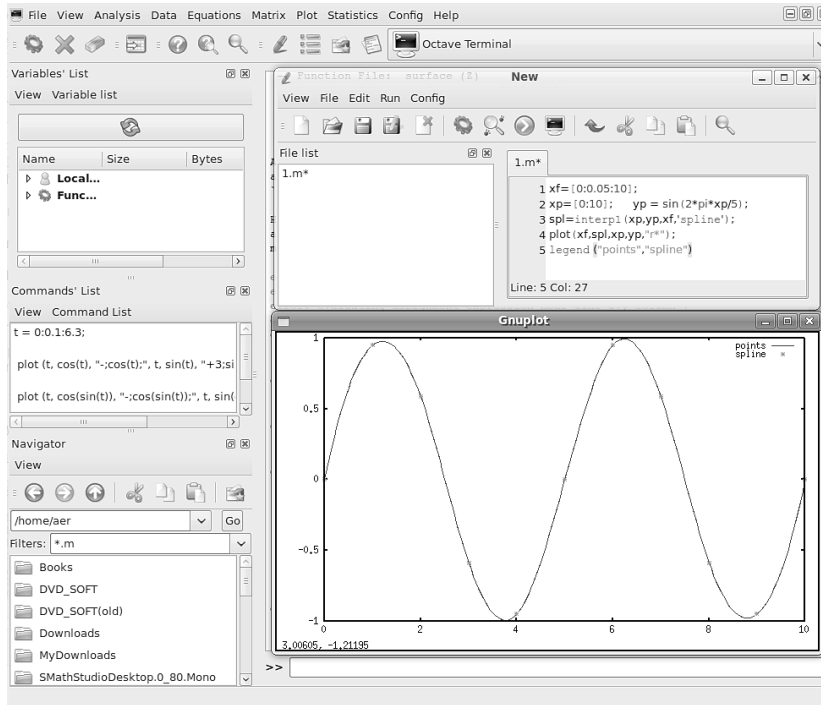 File View Analysis Data Equations Matrix Plot Statistics Config Help
Octave Terminal
Variables' List
View Variable list
Name Size Bytes
Local...
Func...
Commands' List
View Command List
t = 0:0.1:6.3;
plot (t, cos(t), "-;cos(t);", t, sin(t), "+3;si
plot (t, cos(sin(t)), "-;cos(sin(t));", t, sin(
Navigator
View
/home/aer Go
Filters: *.m
Books
DVD_SOFT
DVD_SOFT(old)
Downloads
MyDownloads
SMathStudioDesktop.0_80.Mono
Function File: surface (Z)
New
View File Edit Run Config
File list
1.m*
1.m*
1 xf=[0:0.05:10];
2 xp=[0:10]; yp = sin(2*pi*xp/5);
3 spl=interp1(xp,yp,xf,'spline');
4 plot(xf,spl,xp,yp,"r*");
5 legend ("points","spline")
Line: 5 Col: 27
Gnuplot
points
spline
1
0.5
0
-0.5
-1
0 2 4 6 8 10
3.00605, -1.21195
>>